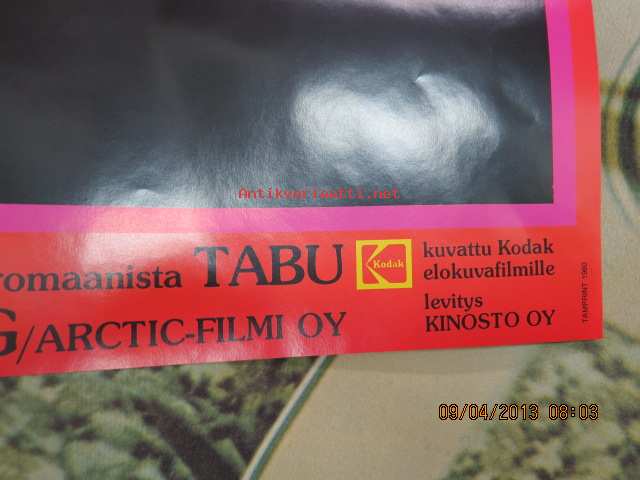 Antikvariaatti.net
romaanista TABU
Kodak
kuvattu Kodak
elokuvafilmille
G/ARCTIC-FILMI OY
levitys
KINOSTO OY
TAMPRINT 1980
09/04/2013 08:03